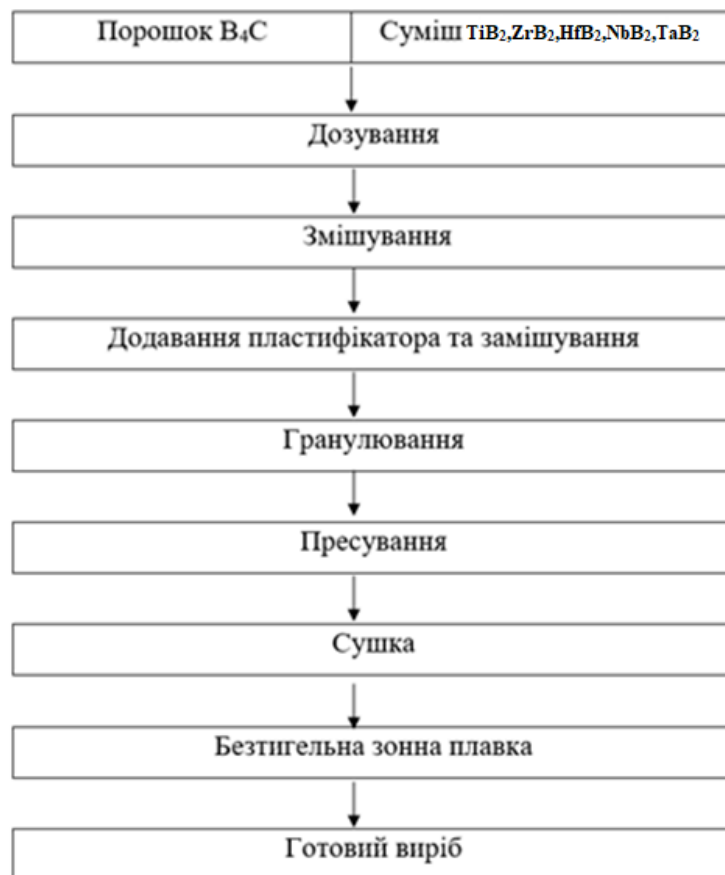 Порошок B₄C Суміш TiB₂,ZrB₂,HfB₂,NbB₂,TaB₂
Дозування
Змішування
Додавання пластифікатора та замішування
Гранулювання
Пресування
Сушка
Безтигельна зонна плавка
Готовий виріб